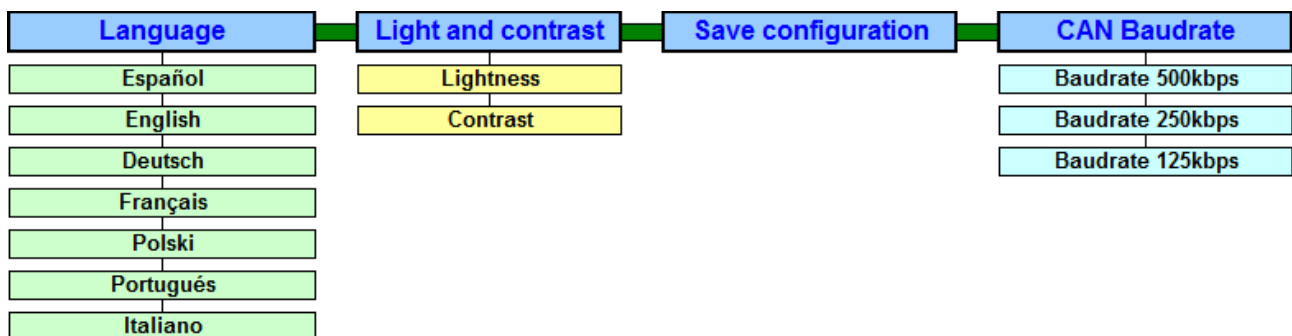 Language
Light and contrast
Save configuration
CAN Baudrate
Español
Lightness
Baudrate 500kbps
English
Contrast
Baudrate 250kbps
Deutsch
Baudrate 125kbps
Français
Polski
Portugués
Italiano